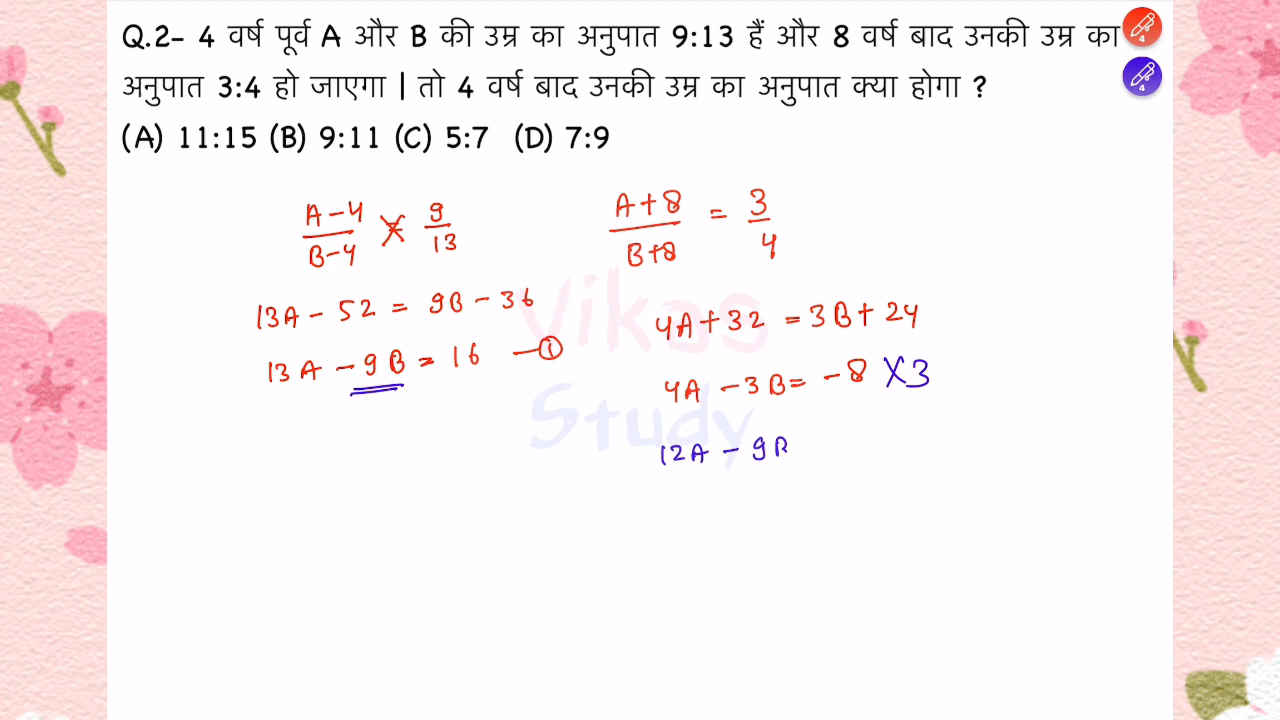 Q.2- 4 वर्ष पूर्व A और B की उम्र का अनुपात 9:13 हैं और 8 वर्ष बाद उनकी उम्र का
अनुपात 3:4 हो जाएगा | तो 4 वर्ष बाद उनकी उम्र का अनुपात क्या होगा ?
(A) 11:15 (B) 9:11 (C) 5:7 (D) 7:9
A-4 / B-4 = 9 / 13
13A - 52 = 9B - 36
13A - 9B = 16 - ①
A+8 / B+8 = 3 / 4
4A + 32 = 3B + 24
4A - 3B = -8 X3
12A - 9B
Vikas
Study
4
4